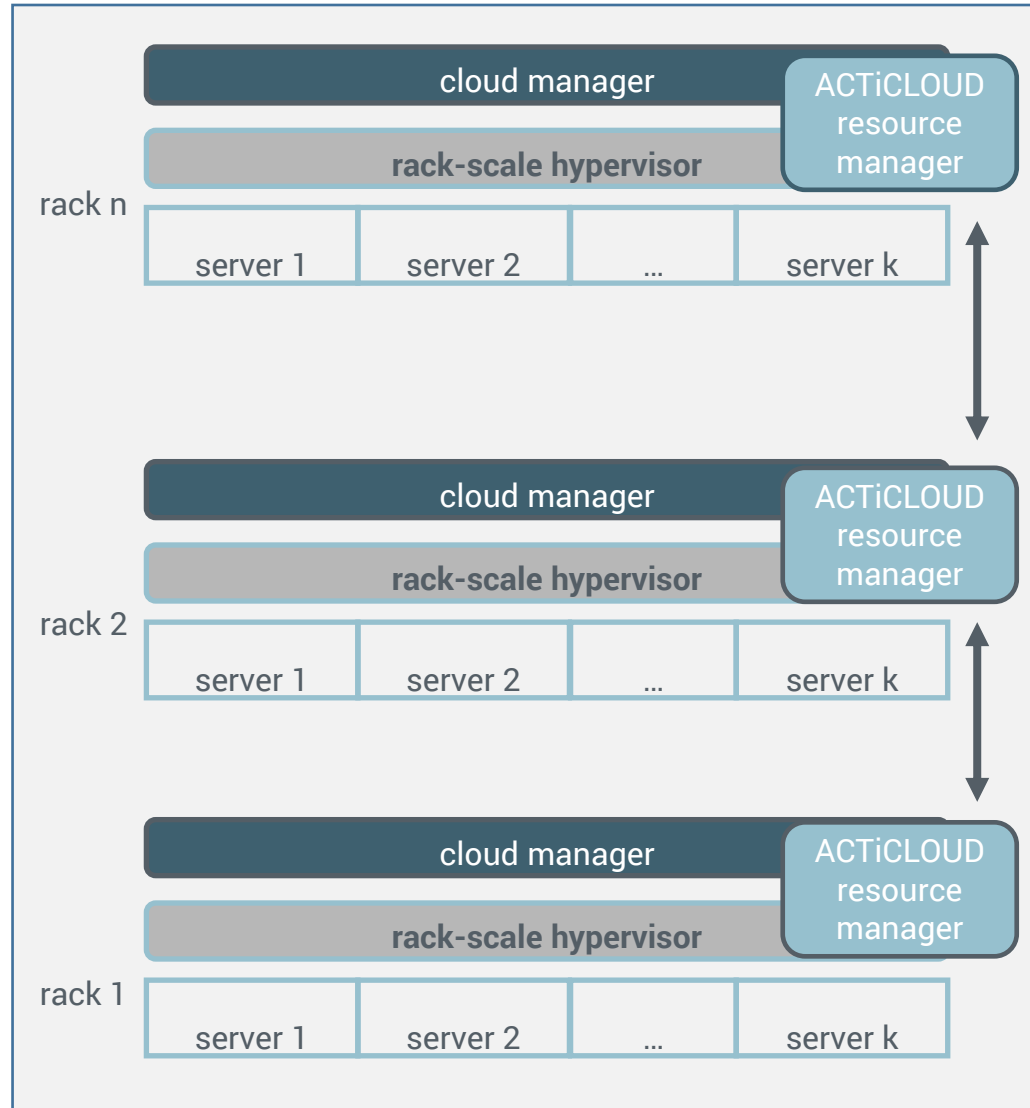 cloud manager
ACTiCLOUD
resource
manager
rack-scale hypervisor
rack n
server 1
server 2
...
server k
cloud manager
ACTiCLOUD
resource
manager
rack-scale hypervisor
rack 2
server 1
server 2
...
server k
cloud manager
ACTiCLOUD
resource
manager
rack-scale hypervisor
rack 1
server 1
server 2
...
server k